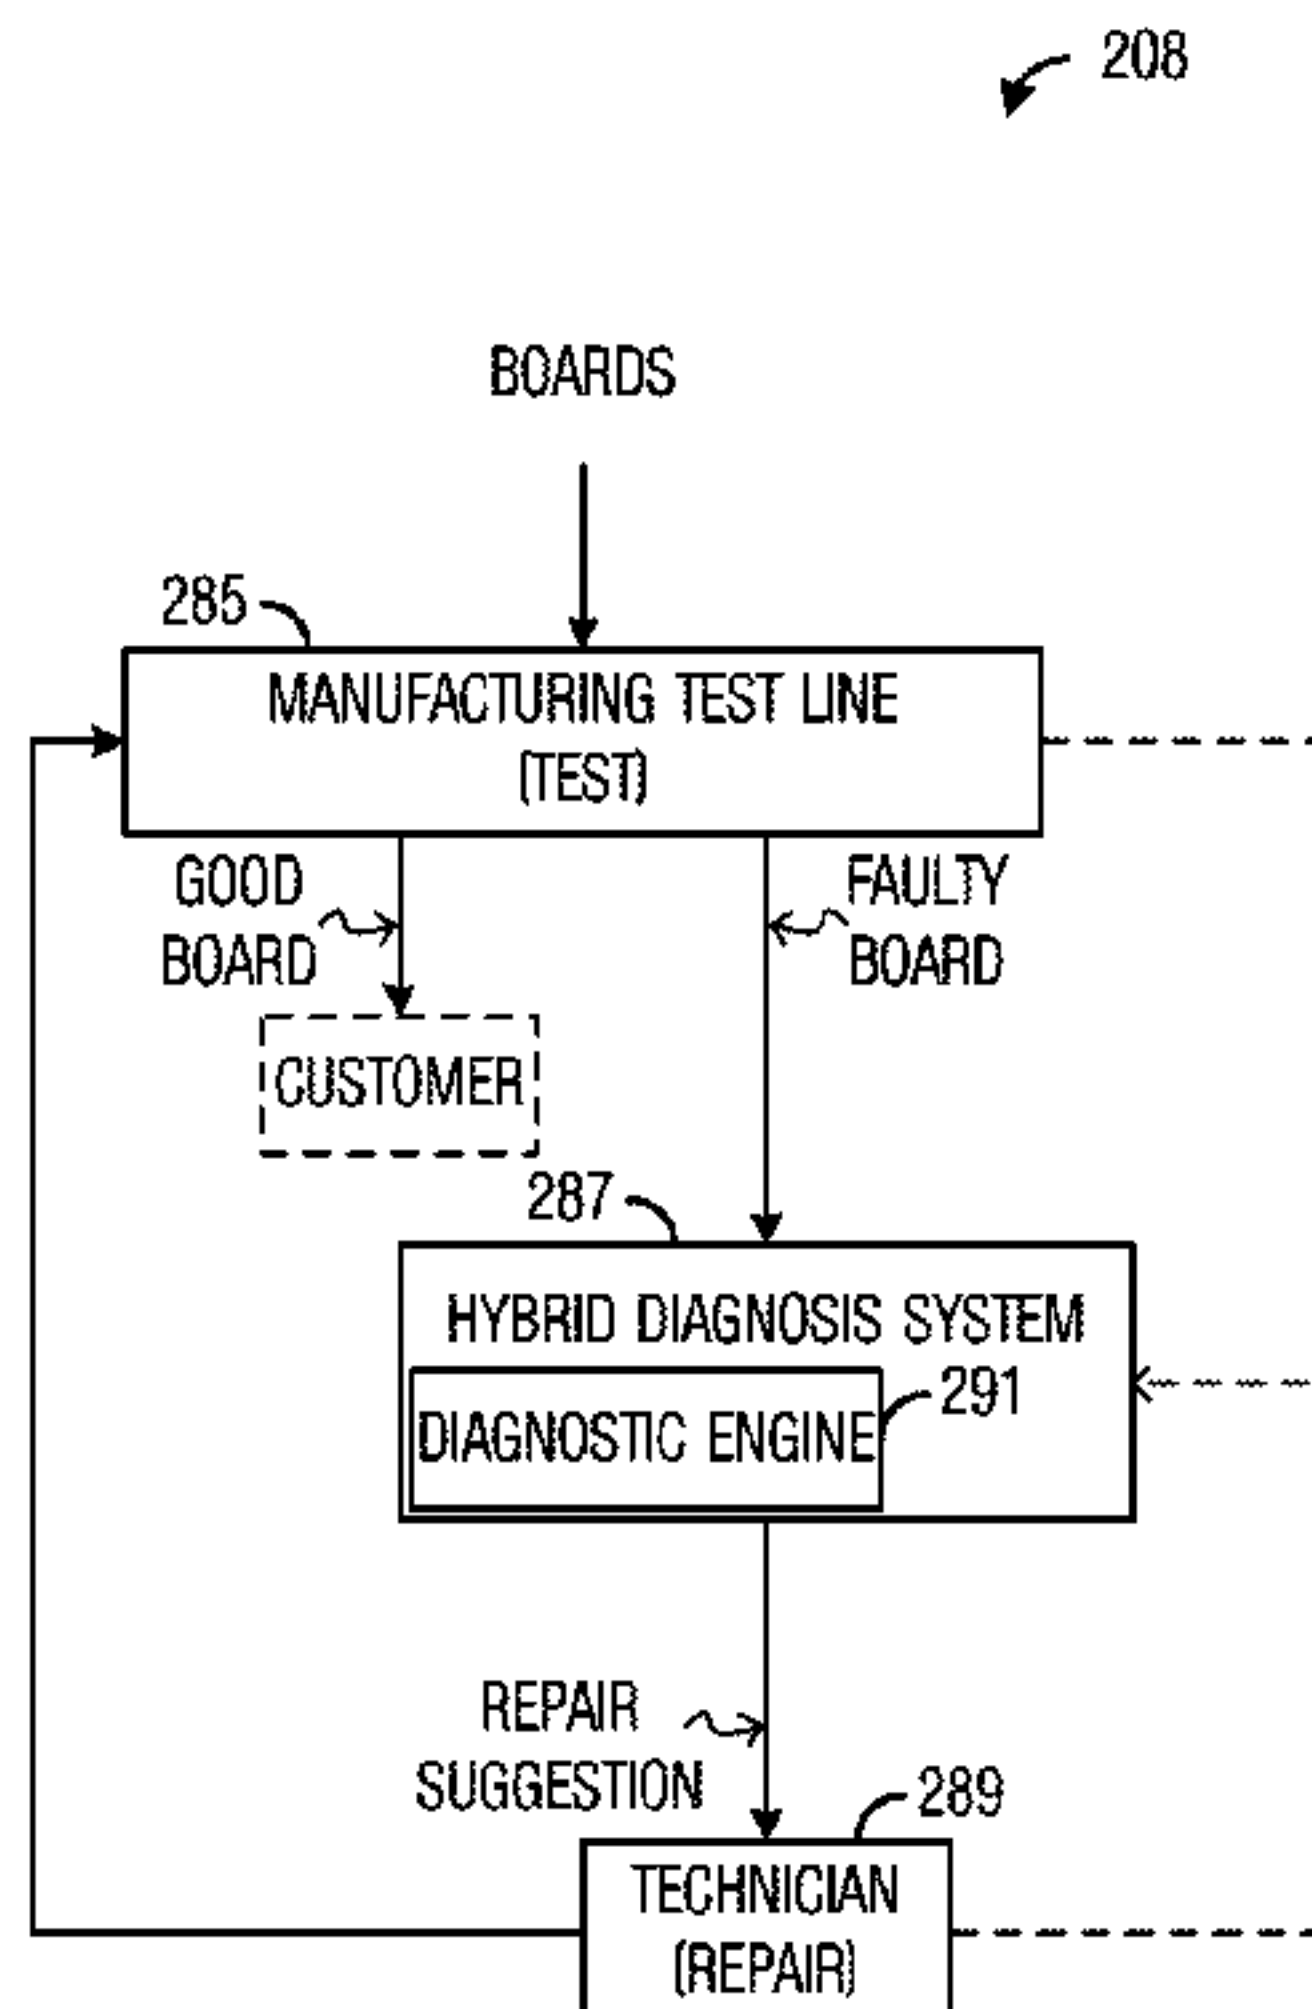 208
BOARDS
285
MANUFACTURING TEST LINE
(TEST)
GOOD
BOARD
FAULTY
BOARD
CUSTOMER
287
HYBRID DIAGNOSIS SYSTEM
291
DIAGNOSTIC ENGINE
REPAIR
SUGGESTION
289
TECHNICIAN
(REPAIR)